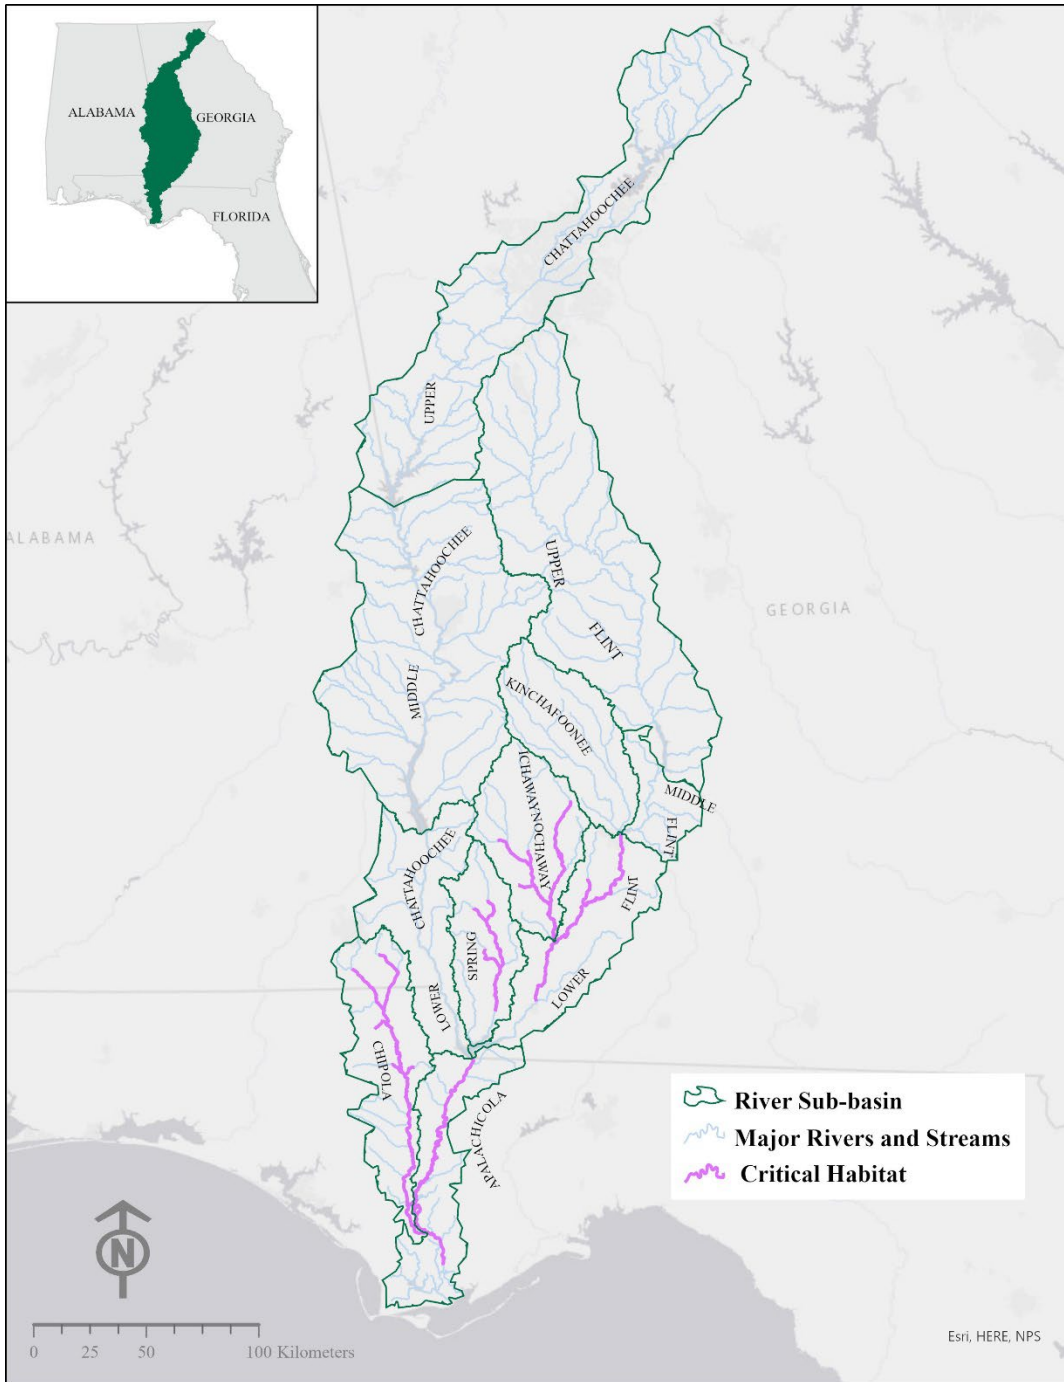 ALABAMA
GEORGIA
FLORIDA
CHATTAHOOCHEE
UPPER
ALABAMA
CHATTAHOOCHEE
UPPER
GEORGIA
FLINT
MIDDLE
KINCHAFOONEE
ICHAWAYNOCHAWAY
MIDDLE
FLINT
CHATTAHOOCHEE
FLINT
SPRING
LOWER
LOWER
CHIPOLA
APALACHICOLA
River Sub-basin
Major Rivers and Streams
Critical Habitat
N
0 25 50 100 Kilometers
Esri, HERE, NPS